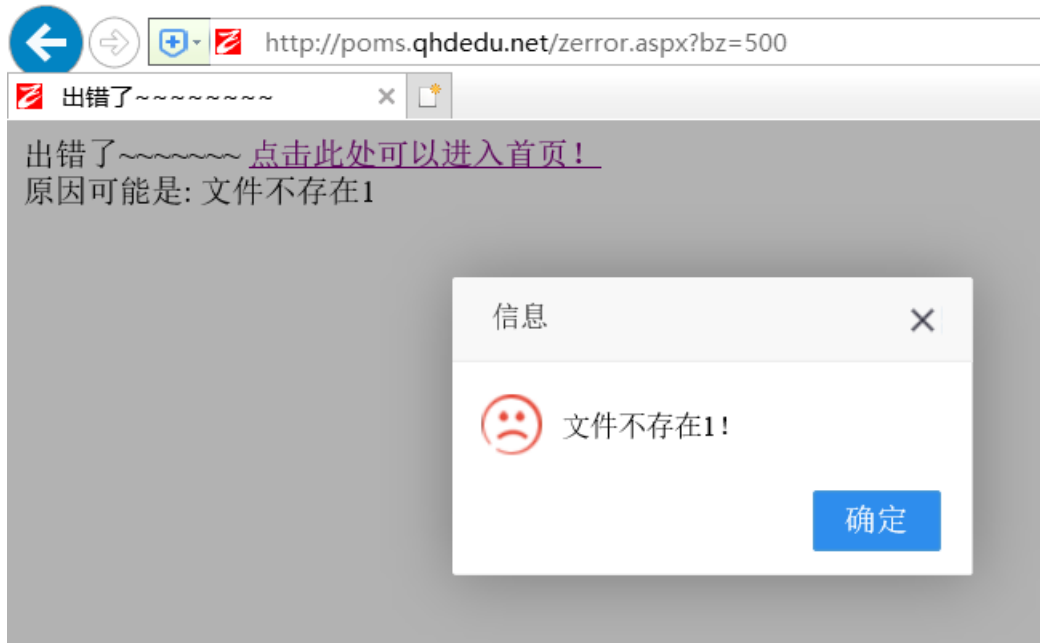 http://poms.qhdedu.net/zerror.aspx?bz=500
出错了~~~~~~~~
出错了~~~~~~~ 点击此处可以进入首页！
原因可能是: 文件不存在1
信息
文件不存在1！
确定